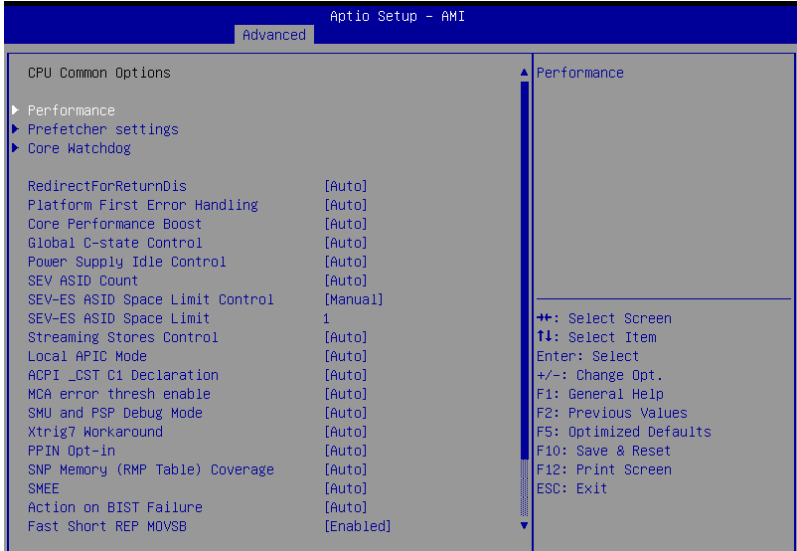 Aptio Setup - AMI
Advanced
CPU Common Options
Performance
Prefetcher settings
Core Watchdog
RedirectForReturnDis [Auto]
Platform First Error Handling [Auto]
Core Performance Boost [Auto]
Global C-state Control [Auto]
Power Supply Idle Control [Auto]
SEV ASID Count [Auto]
SEV-ES ASID Space Limit Control [Manual]
SEV-ES ASID Space Limit 1
Streaming Stores Control [Auto]
Local APIC Mode [Auto]
ACPI _CST C1 Declaration [Auto]
MCA error thresh enable [Auto]
SMU and PSP Debug Mode [Auto]
Xtrig7 Workaround [Auto]
PPIN Opt-in [Auto]
SNP Memory (RMP Table) Coverage [Auto]
SMEE [Auto]
Action on BIST Failure [Auto]
Fast Short REP MOVSB [Enabled]
Performance
→←: Select Screen
↑↓: Select Item
Enter: Select
+/-: Change Opt.
F1: General Help
F2: Previous Values
F5: Optimized Defaults
F10: Save & Reset
F12: Print Screen
ESC: Exit